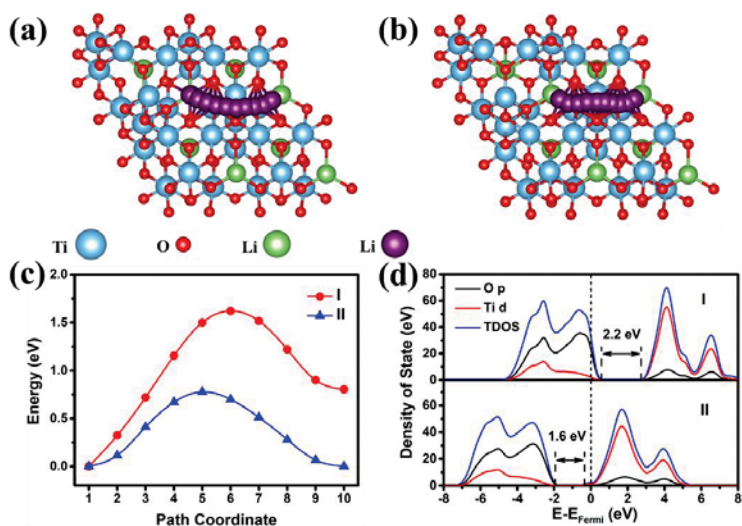 (a) (b)
Ti O Li Li
(c) (d)
2.0
1.5
1.0
0.5
0.0
Energy (eV)
I
II
1 2 3 4 5 6 7 8 9 10
Path Coordinate
80
60
40
20
0
60
40
20
0
Density of State
O p
Ti d
TDOS
I
2.2 eV
II
1.6 eV
-8 -6 -4 -2 0 2 4 6 8
E-E_Fermi (eV)